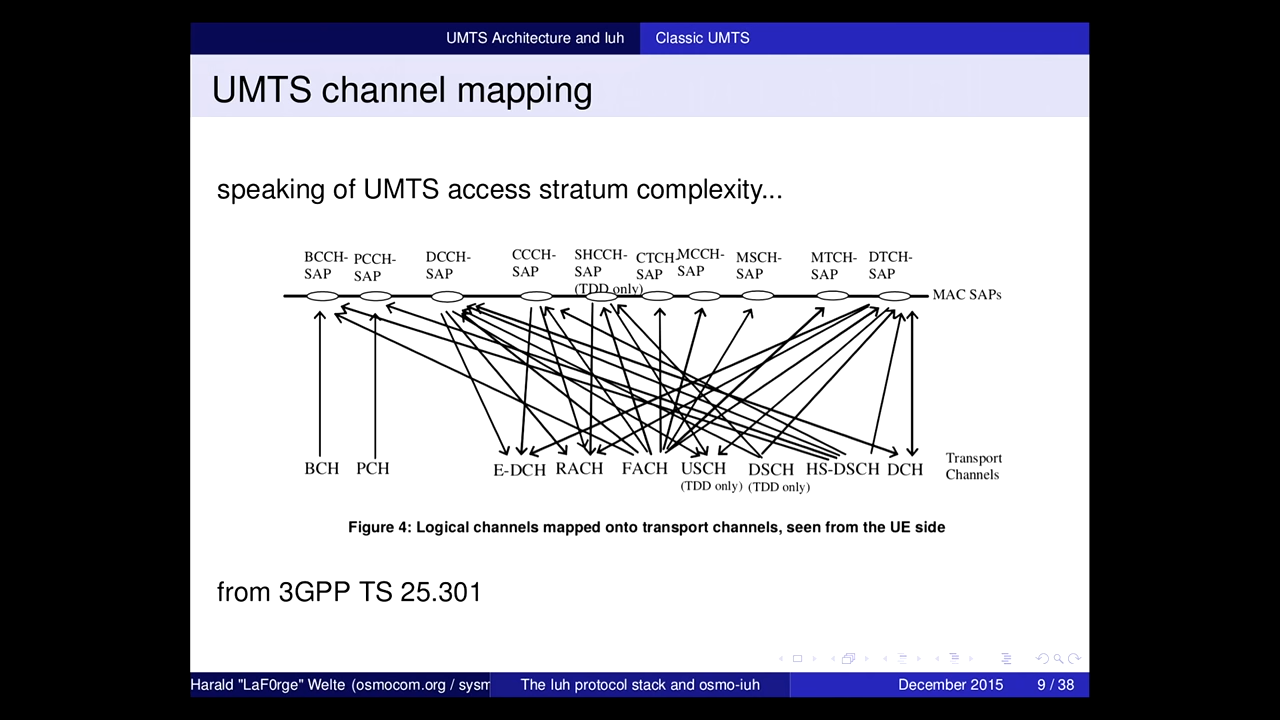 UMTS Architecture and Iuh Classic UMTS
UMTS channel mapping
speaking of UMTS access stratum complexity...
BCCH-SAP PCCH-SAP DCCH-SAP CCCH-SAP SHCCH-SAP (TDD only) CTCH-SAP MCCH-SAP MSCH-SAP MTCH-SAP DTCH-SAP
MAC SAPs
BCH PCH E-DCH RACH FACH USCH (TDD only) DSCH (TDD only) HS-DSCH DCH
Transport
Channels
Figure 4: Logical channels mapped onto transport channels, seen from the UE side
from 3GPP TS 25.301
Harald "LaF0rge" Welte (osmocom.org / sysm The Iuh protocol stack and osmo-iuh December 2015 9 / 38